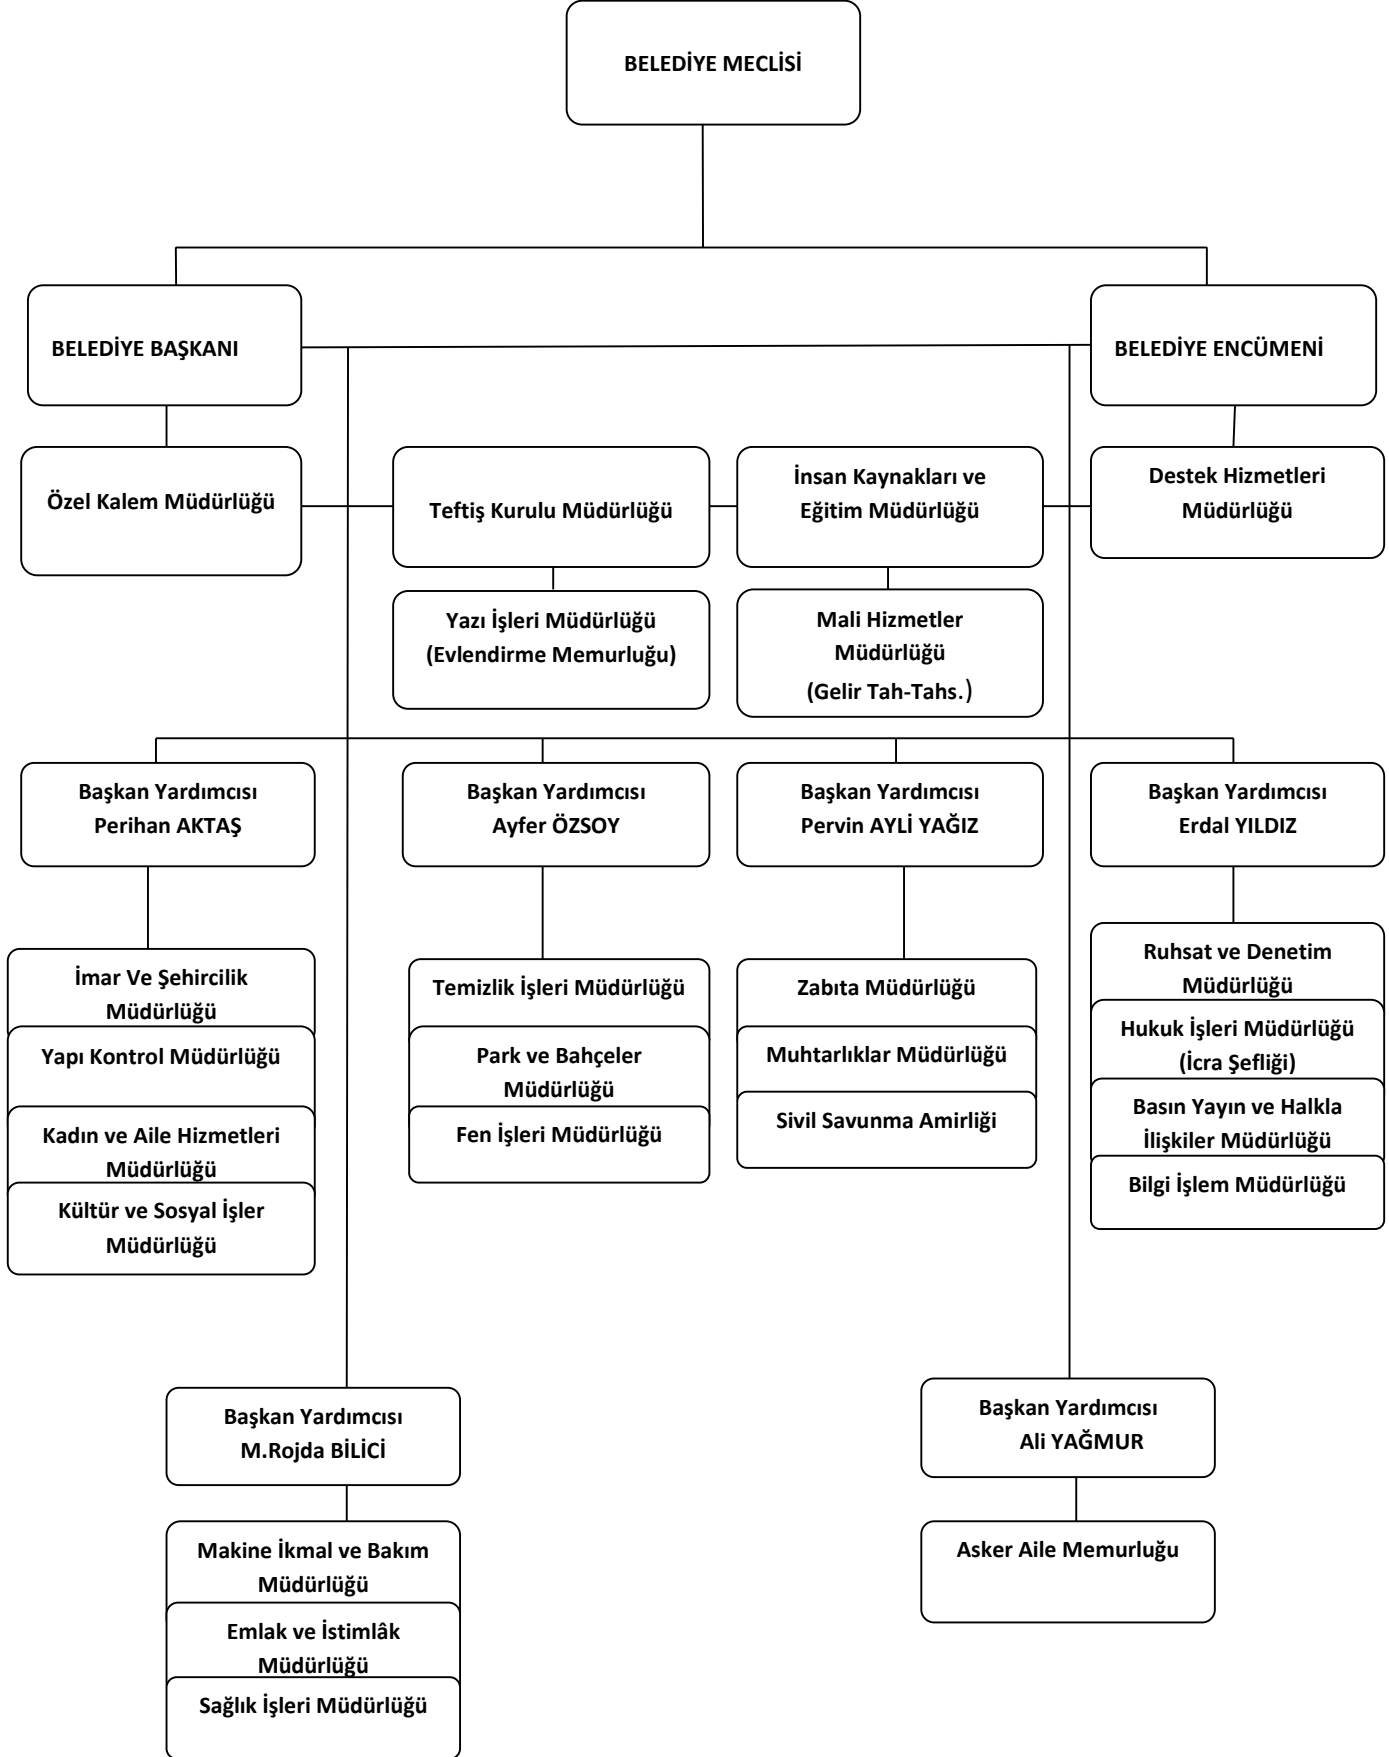 BELEDİYE MECLİSİ
BELEDİYE BAŞKANI
BELEDİYE ENCÜMENİ
Özel Kalem Müdürlüğü
Teftiş Kurulu Müdürlüğü
İnsan Kaynakları ve
Eğitim Müdürlüğü
Destek Hizmetleri
Müdürlüğü
Yazı İşleri Müdürlüğü
(Evlendirme Memurluğu)
Mali Hizmetler
Müdürlüğü
(Gelir Tah-Tahs.)
Başkan Yardımcısı
Perihan AKTAŞ
Başkan Yardımcısı
Ayfer ÖZSOY
Başkan Yardımcısı
Pervin AYLİ YAĞIZ
Başkan Yardımcısı
Erdal YILDIZ
İmar Ve Şehircilik
Müdürlüğü
Yapı Kontrol Müdürlüğü
Kadın ve Aile Hizmetleri
Müdürlüğü
Kültür ve Sosyal İşler
Müdürlüğü
Temizlik İşleri Müdürlüğü
Park ve Bahçeler
Müdürlüğü
Fen İşleri Müdürlüğü
Zabıta Müdürlüğü
Muhtarlıklar Müdürlüğü
Sivil Savunma Amirliği
Ruhsat ve Denetim
Müdürlüğü
Hukuk İşleri Müdürlüğü
(İcra Şefliği)
Basın Yayın ve Halkla
İlişkiler Müdürlüğü
Bilgi İşlem Müdürlüğü
Başkan Yardımcısı
M.Rojda BİLİCİ
Makine İkmal ve Bakım
Müdürlüğü
Emlak ve İstimlâk
Müdürlüğü
Sağlık İşleri Müdürlüğü
Başkan Yardımcısı
Ali YAĞMUR
Asker Aile Memurluğu